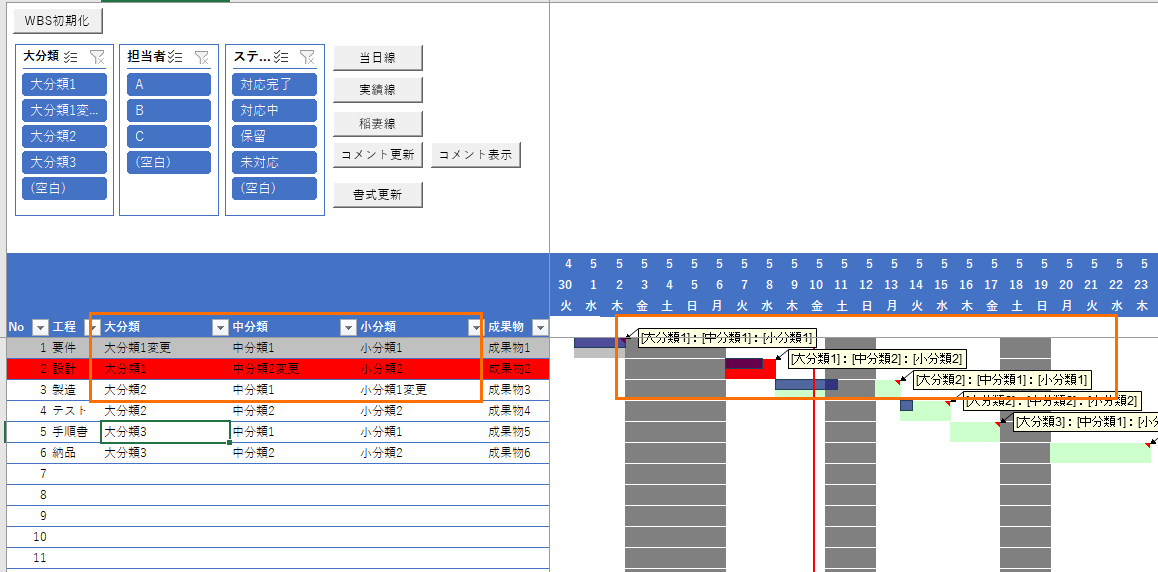 WBS初期化
大分類
大分類1
大分類1変...
大分類2
大分類3
(空白)
担当者
A
B
C
(空白)
ステ...
対応完了
対応中
保留
未対応
(空白)
当日線
実績線
稲妻線
コメント更新 コメント表示
書式更新
4 5 5 5 5 5 5 5 5 5 5 5 5 5 5 5 5 5 5 5 5 5 5 5
30 1 2 3 4 5 6 7 8 9 10 11 12 13 14 15 16 17 18 19 20 21 22 23
火 水 木 金 土 日 月 火 水 木 金 土 日 月 火 水 木 金 土 日 月 火 水 木
No 工程 大分類 中分類 小分類 成果物
1 要件 大分類1変更 中分類1 小分類1 成果物1 [大分類1]：[中分類1]：[小分類1]
2 設計 大分類1 中分類2変更 小分類2 成果物2 [大分類1]：[中分類2]：[小分類2]
3 製造 大分類2 中分類1 小分類1変更 成果物3 [大分類2]：[中分類1]：[小分類1]
4 テスト 大分類2 中分類2 小分類2 成果物4 [大分類2]：[中分類2]：[小分類2]
5 手順書 大分類3 中分類1 小分類1 成果物5 [大分類3]：[中分類1]：[小
6 納品 大分類3 中分類2 小分類2 成果物6
7
8
9
10
11